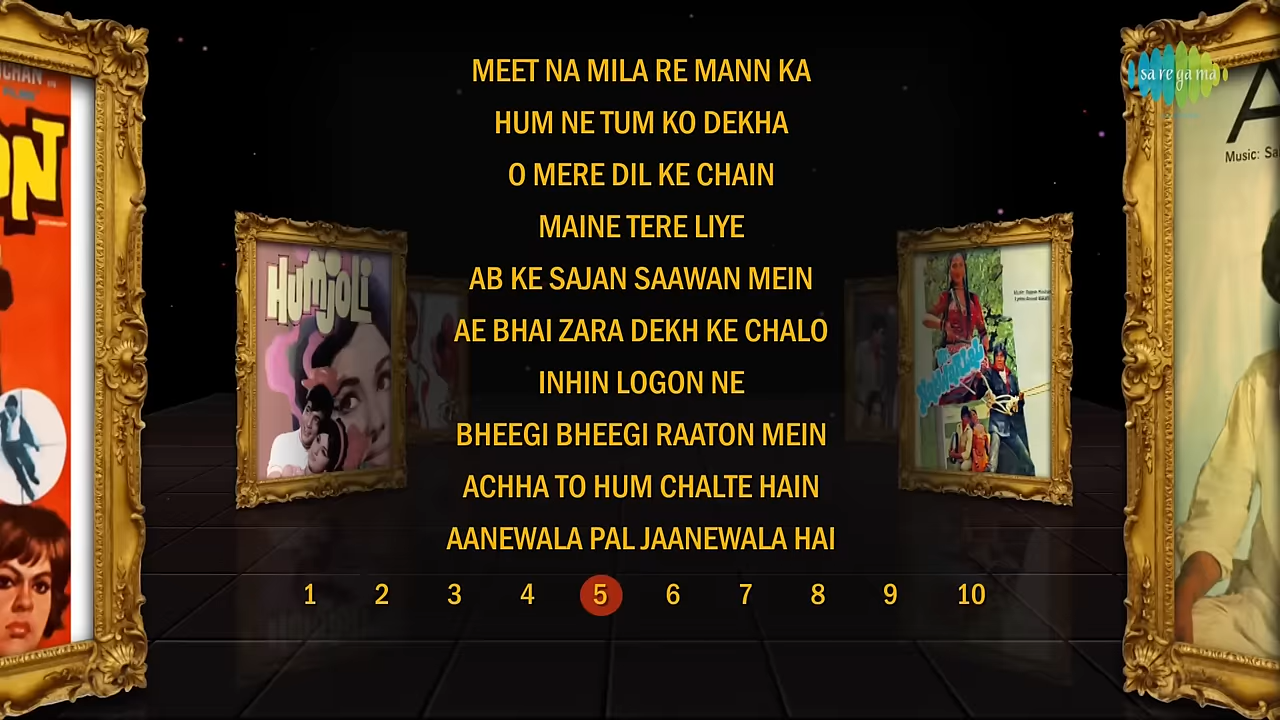 MEET NA MILA RE MANN KA
HUM NE TUM KO DEKHA
O MERE DIL KE CHAIN
MAINE TERE LIYE
AB KE SAJAN SAAWAN MEIN
AE BHAI ZARA DEKH KE CHALO
INHIN LOGON NE
BHEEGI BHEEGI RAATON MEIN
ACHHA TO HUM CHALTE HAIN
AANEWALA PAL JAANEWALA HAI
1 2 3 4 5 6 7 8 9 10
sa re ga ma
HUMJOLI
A
Music: Sa
CHAN
ON